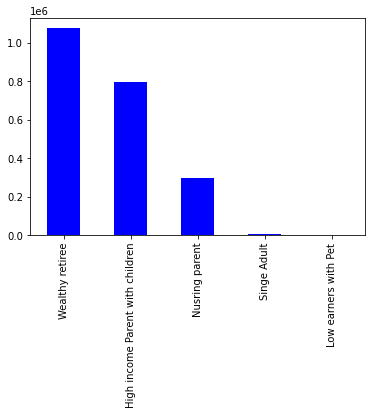 1e6
1.0
0.8
0.6
0.4
0.2
0.0
Wealthy retiree
High income Parent with children
Nusring parent
Singe Adult
Low earners with Pet